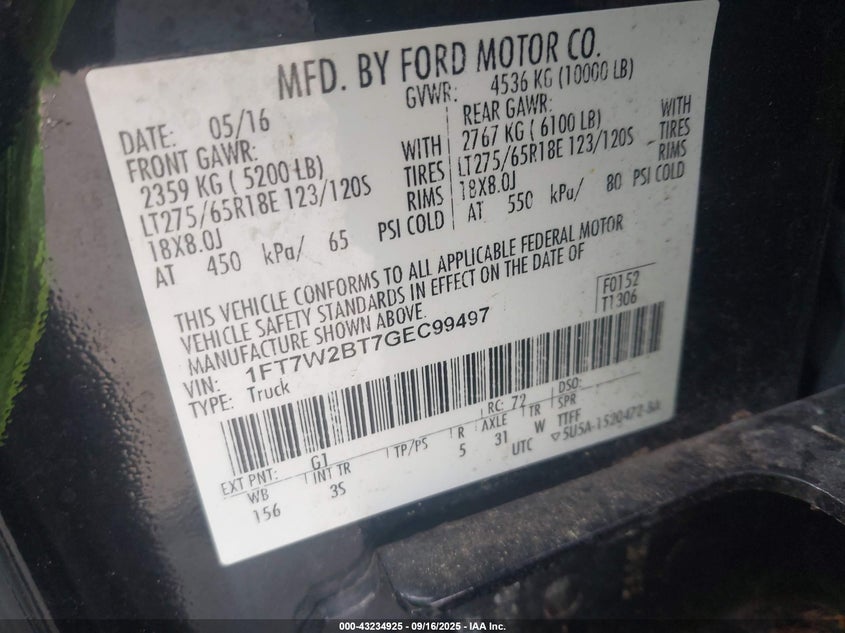 MFD. BY FORD MOTOR CO.
DATE: 05/16 GVWR: 4536 KG (10000 LB)
FRONT GAWR: REAR GAWR:
2359 KG ( 5200 LB) WITH 2767 KG ( 6100 LB) WITH
LT275/65R18E 123/120S TIRES LT275/65R18E 123/120S TIRES
18X8.0J RIMS 18X8.0J RIMS
AT 450 kPa/ 65 PSI COLD AT 550 kPa/ 80 PSI COLD
THIS VEHICLE CONFORMS TO ALL APPLICABLE FEDERAL MOTOR
VEHICLE SAFETY STANDARDS IN EFFECT ON THE DATE OF
MANUFACTURE SHOWN ABOVE.
F0152
T1306
VIN: 1FT7W2BT7GEC99497
TYPE: Truck
RC: 72 DSO:
EXT PNT: G1
WB INT TR TP/PS R AXLE TR SPR
156 3S 5 31 W TTFF
UTC ▽5U5A-1520472-BA
000-43234925 - 09/16/2025 - IAA Inc.